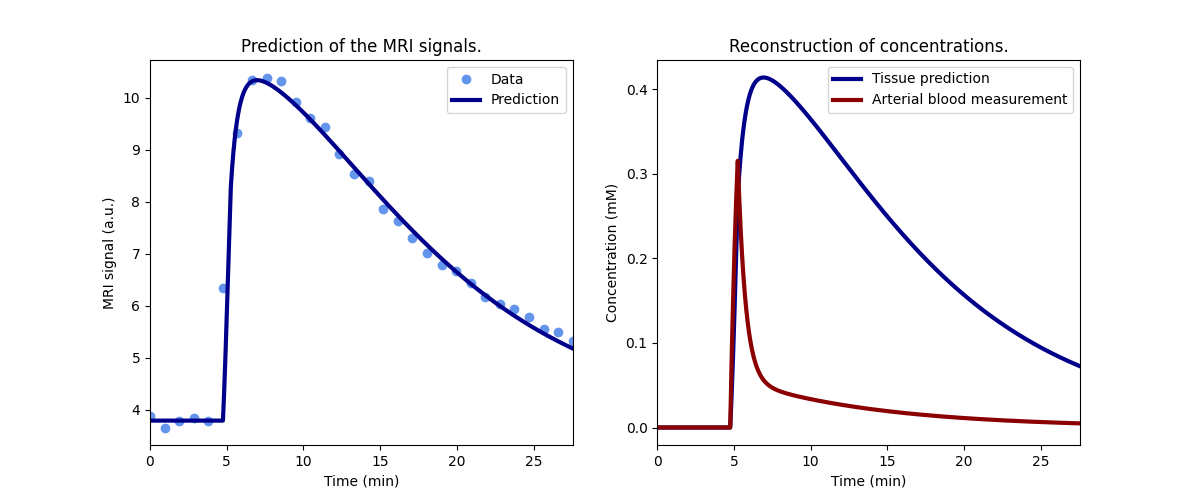 Prediction of the MRI signals.
MRI signal (a.u.)
10
9
8
7
6
5
4
0
5
10
15
20
25
Time (min)
Data
Prediction
Reconstruction of concentrations.
Concentration (mM)
0.4
0.3
0.2
0.1
0.0
0
5
10
15
20
25
Time (min)
Tissue prediction
Arterial blood measurement